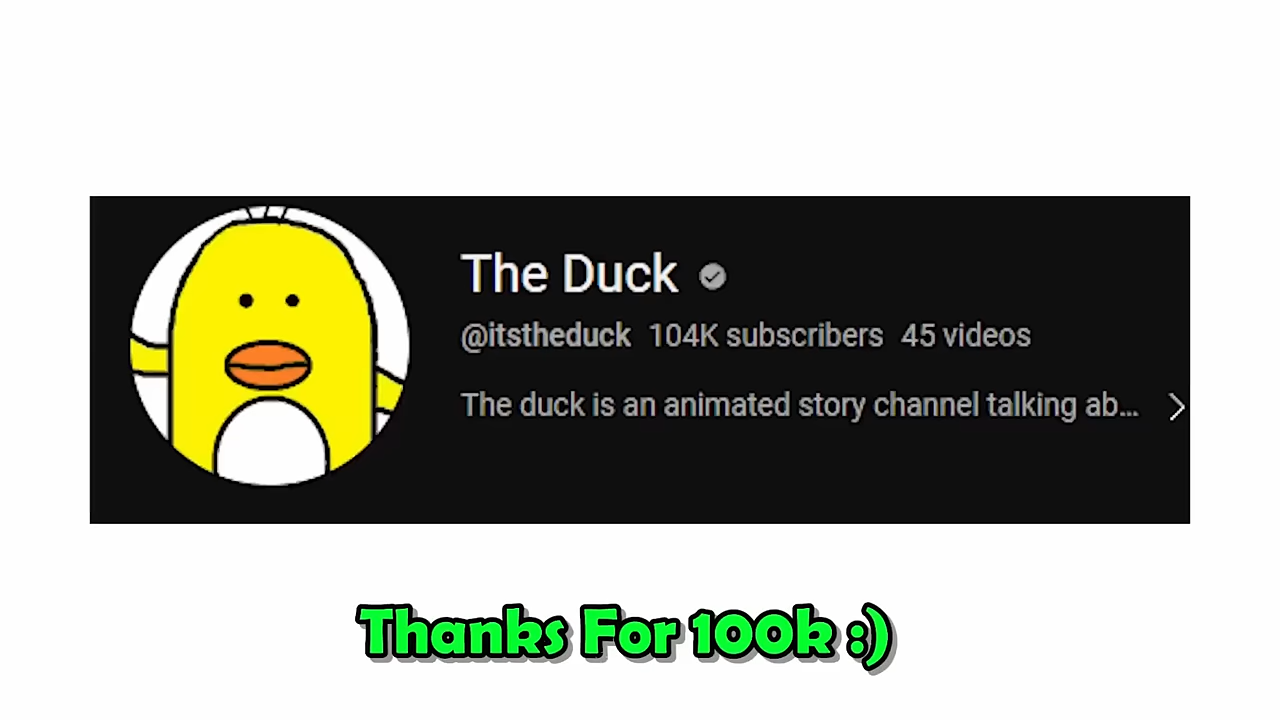 The Duck
@itstheduck 104K subscribers 45 videos
The duck is an animated story channel talking ab...
Thanks For 100k :)